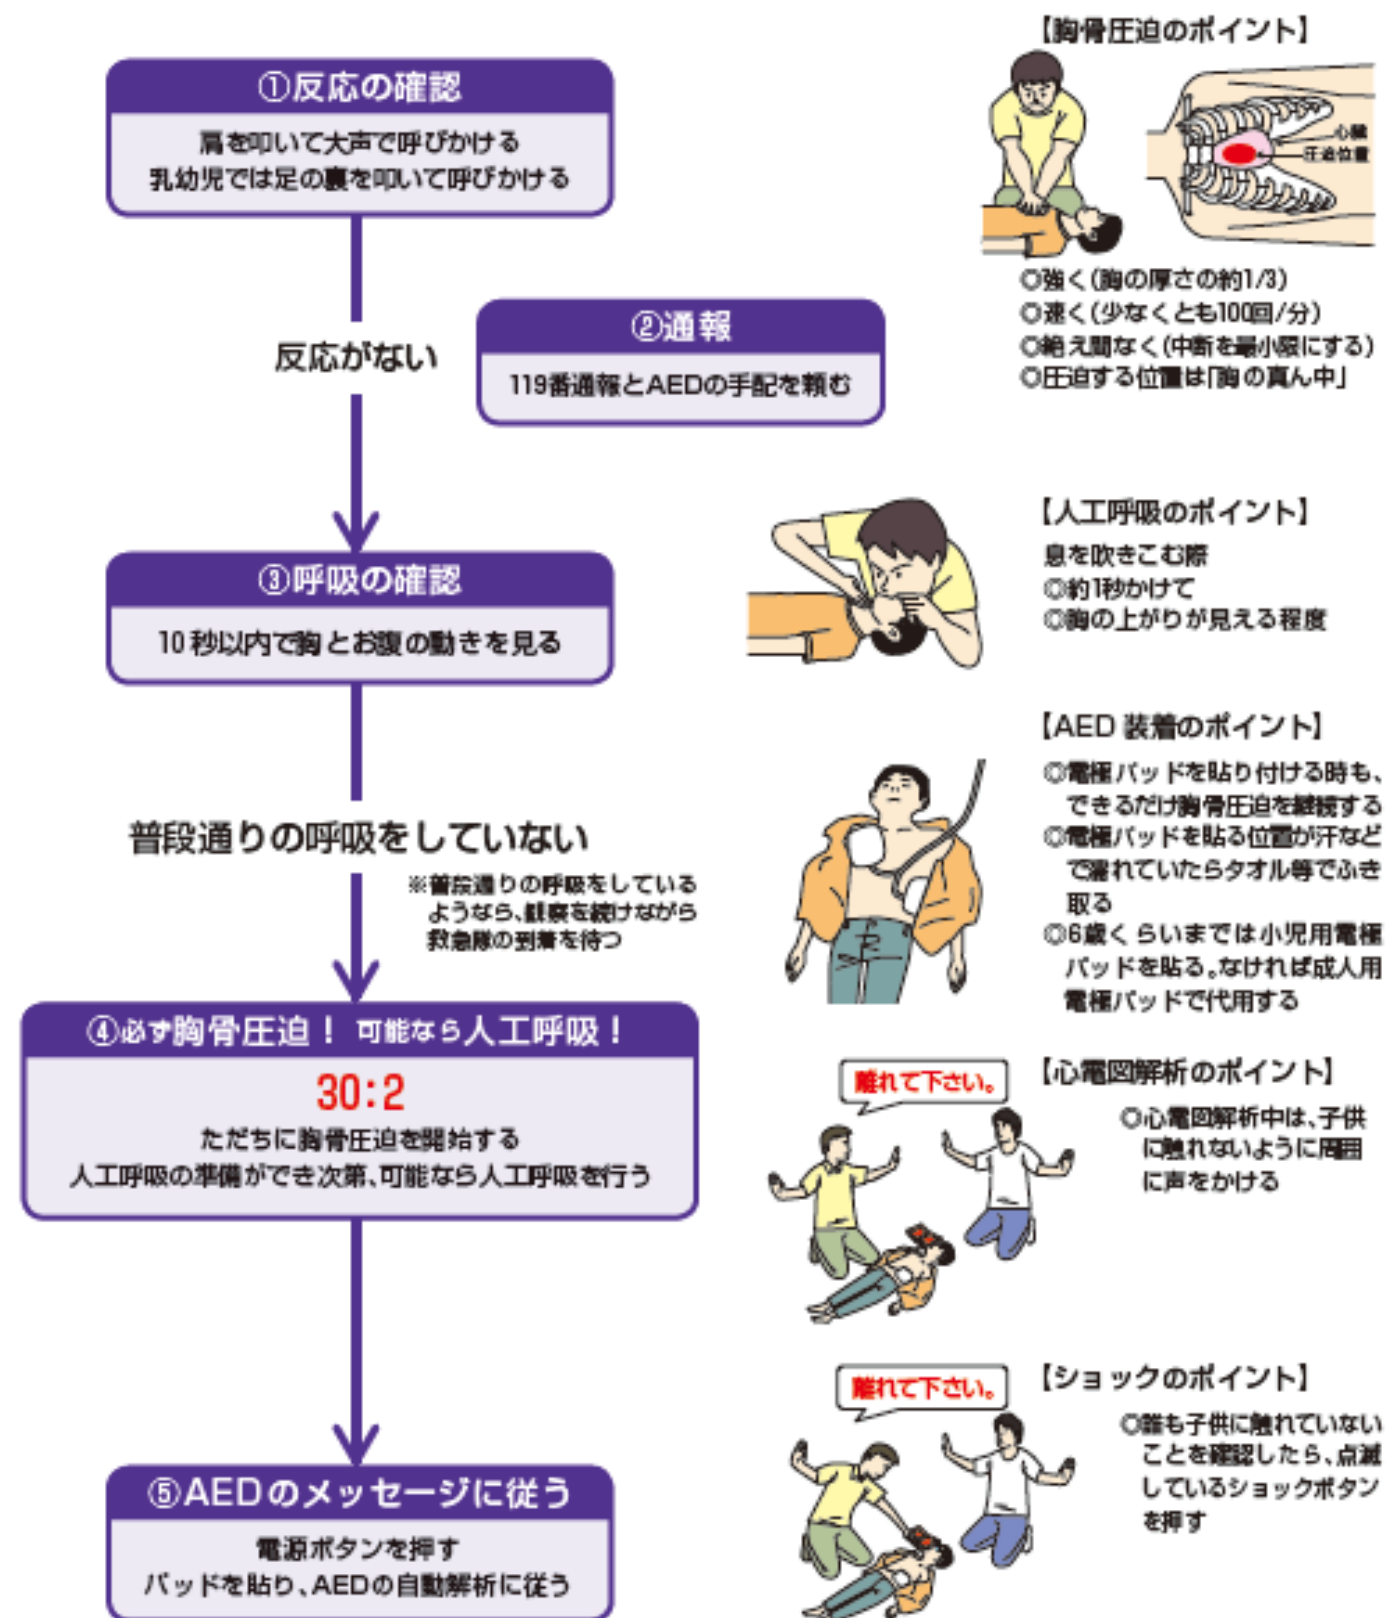 ①反応の確認
肩を叩いて大声で呼びかける
乳幼児では足の裏を叩いて呼びかける
反応がない
②通報
119番通報とAEDの手配を頼む
③呼吸の確認
10秒以内で胸とお腹の動きを見る
普段通りの呼吸をしていない
※普段通りの呼吸をしている
ようなら、観察を続けながら
救急隊の到着を待つ
④必ず胸骨圧迫！ 可能なら人工呼吸！
30：2
ただちに胸骨圧迫を開始する
人工呼吸の準備ができ次第、可能なら人工呼吸を行う
⑤AEDのメッセージに従う
電源ボタンを押す
パッドを貼り、AEDの自動解析に従う
【胸骨圧迫のポイント】
心臓
圧迫位置
◎強く（胸の厚さの約1/3）
◎速く（少なくとも100回/分）
◎絶え間なく（中断を最小限にする）
◎圧迫する位置は「胸の真ん中」
【人工呼吸のポイント】
息を吹きこむ際
◎約1秒かけて
◎胸の上がりが見える程度
【AED 装着のポイント】
◎電極パッドを貼り付ける時も、
できるだけ胸骨圧迫を継続する
◎電極パッドを貼る位置が汗など
で濡れていたらタオル等でふき
取る
◎6歳くらいまでは小児用電極
パッドを貼る。なければ成人用
電極パッドで代用する
離れて下さい。
【心電図解析のポイント】
◎心電図解析中は、子供
に触れないように周囲
に声をかける
離れて下さい。
【ショックのポイント】
◎誰も子供に触れていない
ことを確認したら、点滅
しているショックボタン
を押す